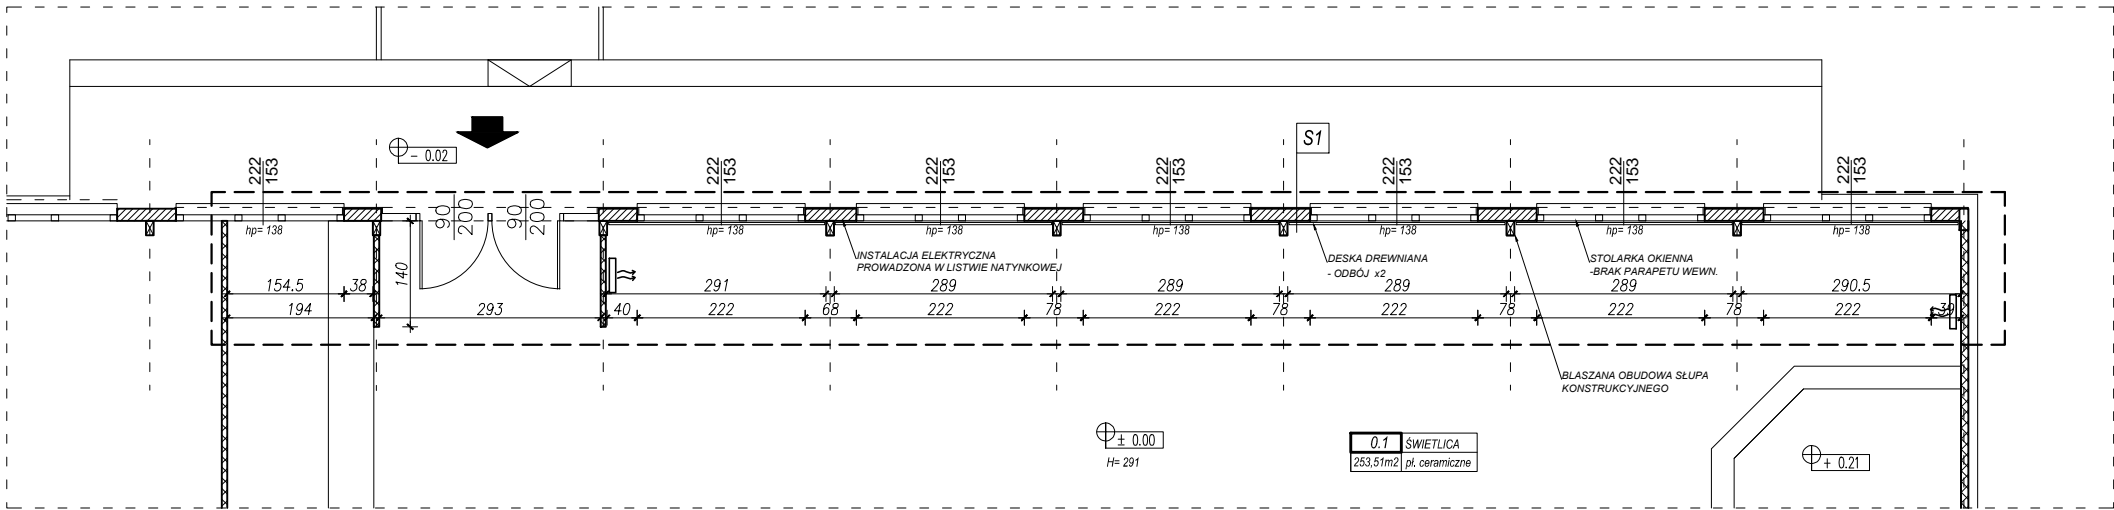 S1
- 0.02
222
153
222
153
222
153
222
153
222
153
222
153
222
153
90
200
90
200
hp= 138
hp= 138
hp= 138
hp= 138
hp= 138
hp= 138
hp= 138
INSTALACJA ELEKTRYCZNA
PROWADZONA W LISTWIE NATYNKOWEJ
DESKA DREWNIANA
- ODBÓJ x2
STOLARKA OKIENNA
-BRAK PARAPETU WEWN.
140
154.5 38 291 289 289 289 289 290.5
194 293 40 222 68 222 78 222 78 222 78 222 78 222 39
BLASZANA OBUDOWA SŁUPA
KONSTRUKCYJNEGO
± 0.00
H= 291
0.1 ŚWIETLICA
253,51m2 pł. ceramiczne
+ 0.21